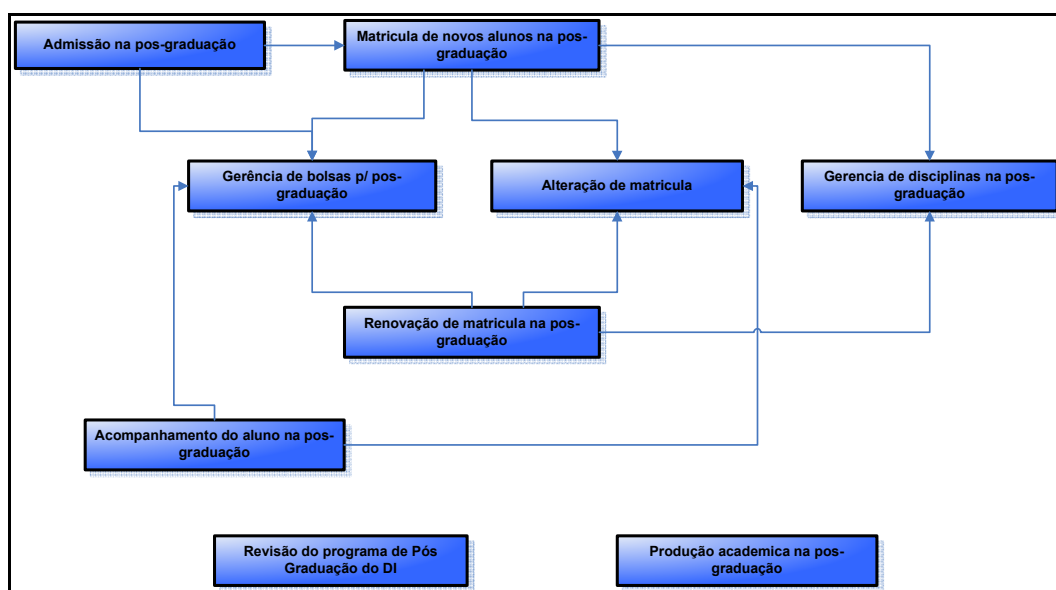 Admissão na pos-graduação
Matricula de novos alunos na pos-
graduação
Gerência de bolsas p/ pos-
graduação
Alteração de matricula
Gerencia de disciplinas na pos-
graduação
Renovação de matricula na pos-
graduação
Acompanhamento do aluno na pos-
graduação
Revisão do programa de Pós
Graduação do DI
Produção academica na pos-
graduação